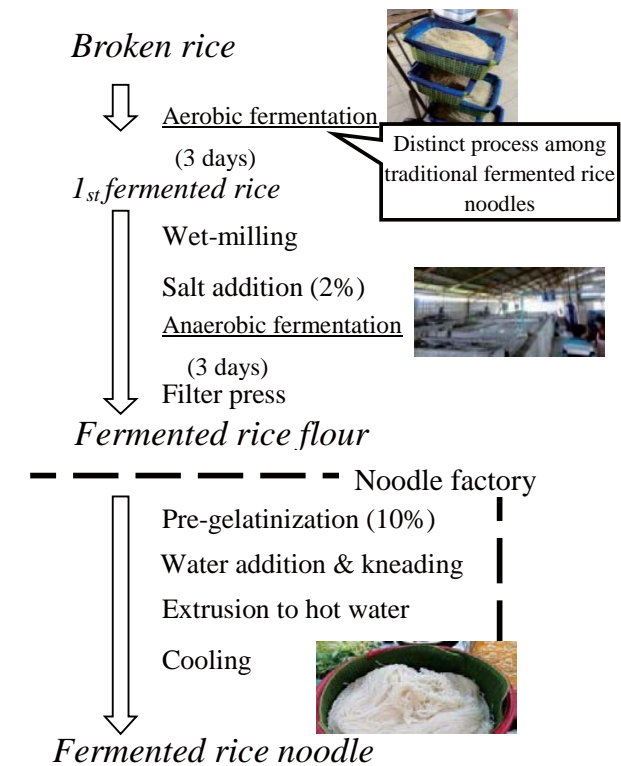 Broken rice
Aerobic fermentation
(3 days)
Distinct process among
traditional fermented rice
noodles
1st fermented rice
Wet-milling
Salt addition (2%)
Anaerobic fermentation
(3 days)
Filter press
Fermented rice flour
Noodle factory
Pre-gelatinization (10%)
Water addition & kneading
Extrusion to hot water
Cooling
Fermented rice noodle